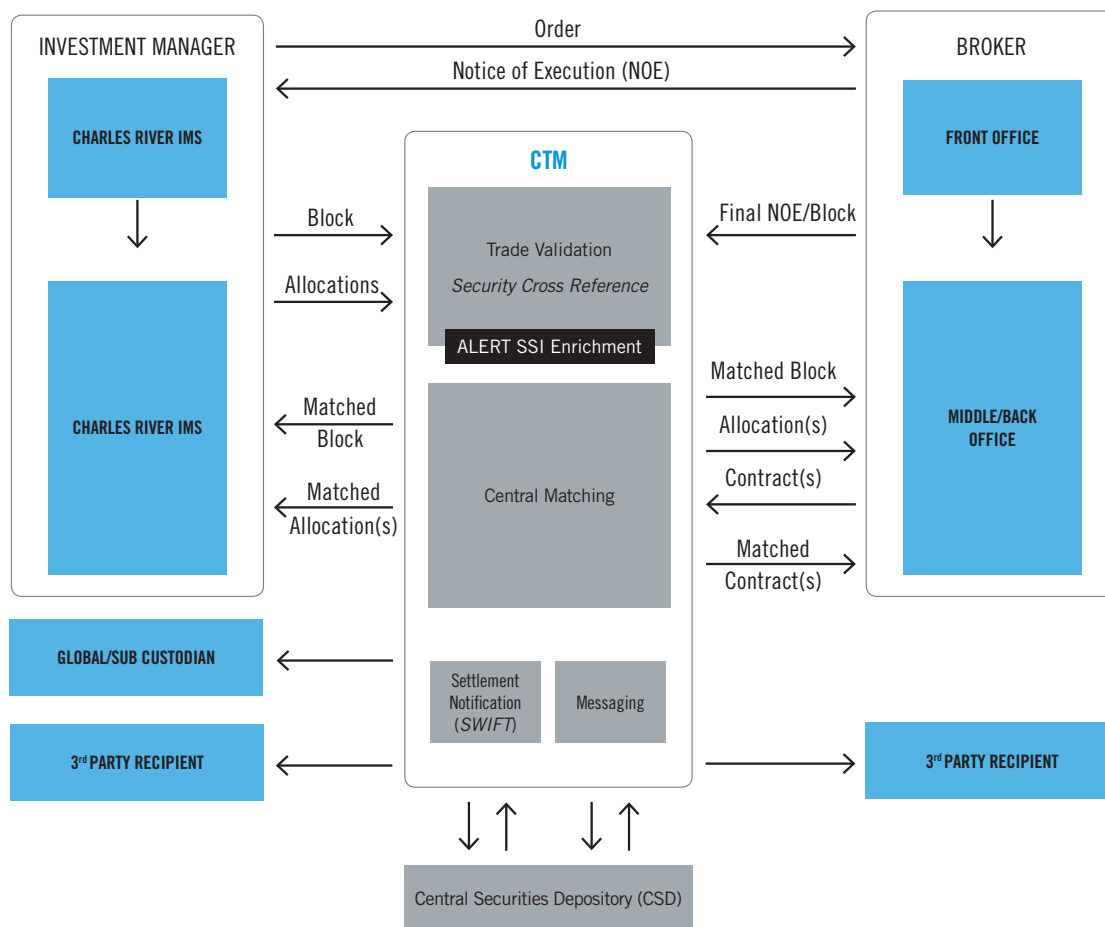 Order
INVESTMENT MANAGER
BROKER
Notice of Execution (NOE)
CHARLES RIVER IMS
FRONT OFFICE
CTM
Block
Final NOE/Block
Trade Validation
Allocations
Security Cross Reference
ALERT SSI Enrichment
Matched Block
Matched
Block
CHARLES RIVER IMS
Allocation(s)
MIDDLE/BACK
OFFICE
Contract(s)
Central Matching
Matched
Allocation(s)
Matched
Contract(s)
GLOBAL/SUB CUSTODIAN
Settlement
Notification
(SWIFT)
Messaging
3rd PARTY RECIPIENT
3rd PARTY RECIPIENT
Central Securities Depository (CSD)